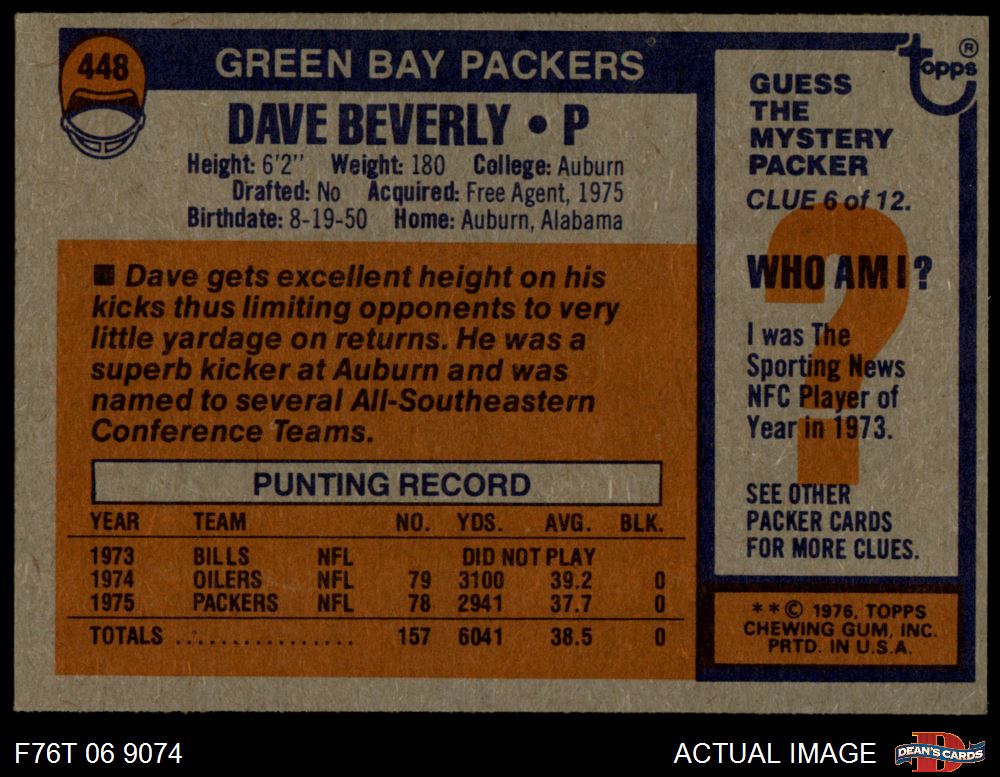 448
GREEN BAY PACKERS
DAVE BEVERLY • P
Height: 6'2'' Weight: 180 College: Auburn
Drafted: No Acquired: Free Agent, 1975
Birthdate: 8-19-50 Home: Auburn, Alabama
■ Dave gets excellent height on his
kicks thus limiting opponents to very
little yardage on returns. He was a
superb kicker at Auburn and was
named to several All-Southeastern
Conference Teams.
PUNTING RECORD
YEAR TEAM NO. YDS. AVG. BLK.
1973 BILLS NFL DID NOT PLAY
1974 OILERS NFL 79 3100 39.2 0
1975 PACKERS NFL 78 2941 37.7 0
TOTALS ................ 157 6041 38.5 0
topps ®
GUESS
THE
MYSTERY
PACKER
CLUE 6 of 12.
WHO AM I ?
I was The
Sporting News
NFC Player of
Year in 1973.
SEE OTHER
PACKER CARDS
FOR MORE CLUES.
* * © 1976, TOPPS
CHEWING GUM, INC.
PRTD. IN U.S.A.
F76T 06 9074
ACTUAL IMAGE
D
DEAN'S CARDS